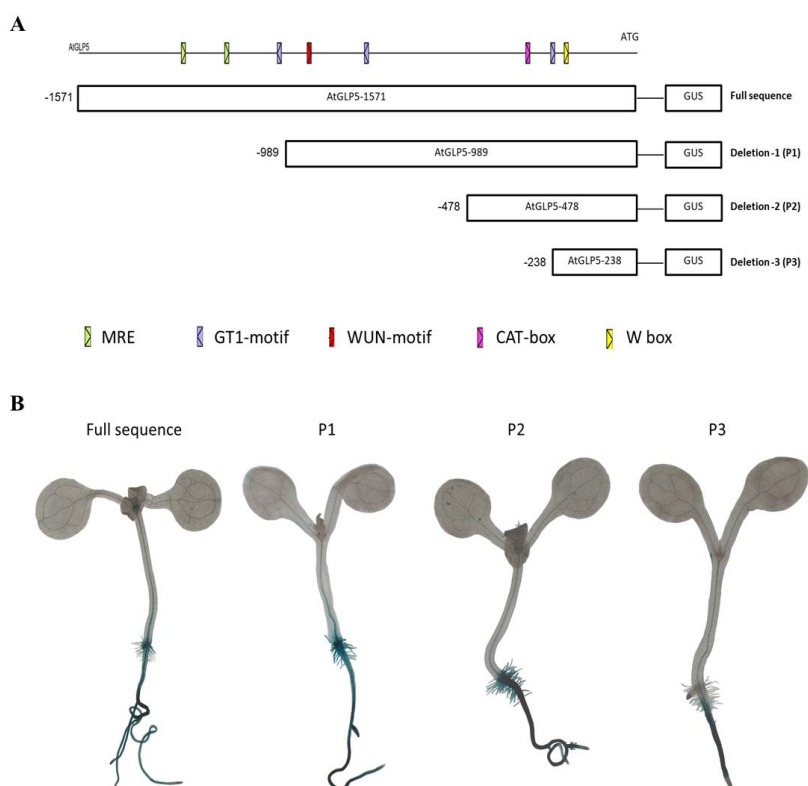 A
AtGLP5
ATG
-1571 AtGLP5-1571 GUS Full sequence
-989 AtGLP5-989 GUS Deletion -1 (P1)
-478 AtGLP5-478 GUS Deletion -2 (P2)
-238 AtGLP5-238 GUS Deletion -3 (P3)
MRE GT1-motif WUN-motif CAT-box W box
B
Full sequence P1 P2 P3